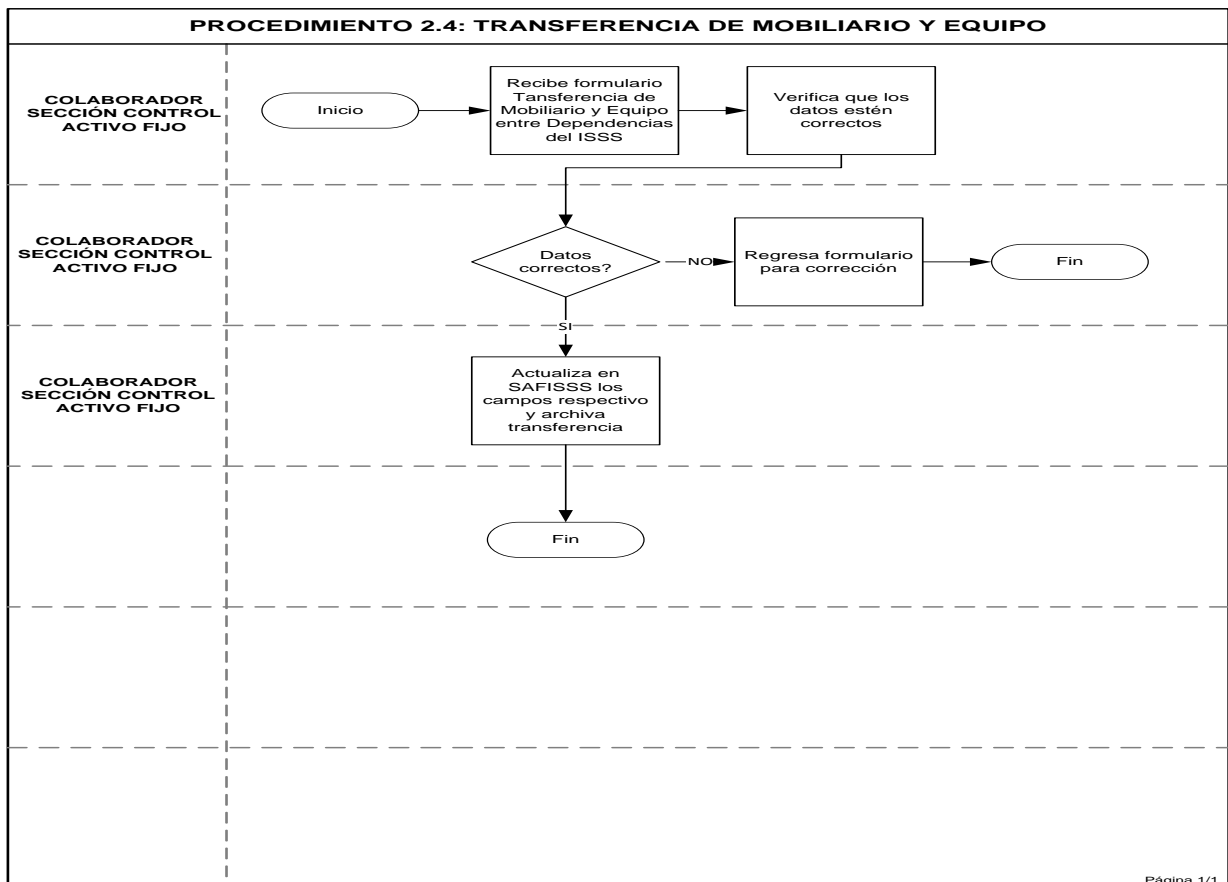 PROCEDIMIENTO 2.4: TRANSFERENCIA DE MOBILIARIO Y EQUIPO
COLABORADOR
SECCIÓN CONTROL
ACTIVO FIJO
Inicio
Recibe formulario
Tansferencia de
Mobiliario y Equipo
entre Dependencias
del ISSS
Verifica que los
datos estén
correctos
COLABORADOR
SECCIÓN CONTROL
ACTIVO FIJO
Datos
correctos?
NO
Regresa formulario
para corrección
Fin
SI
COLABORADOR
SECCIÓN CONTROL
ACTIVO FIJO
Actualiza en
SAFISSS los
campos respectivo
y archiva
transferencia
Fin
Página 1/1